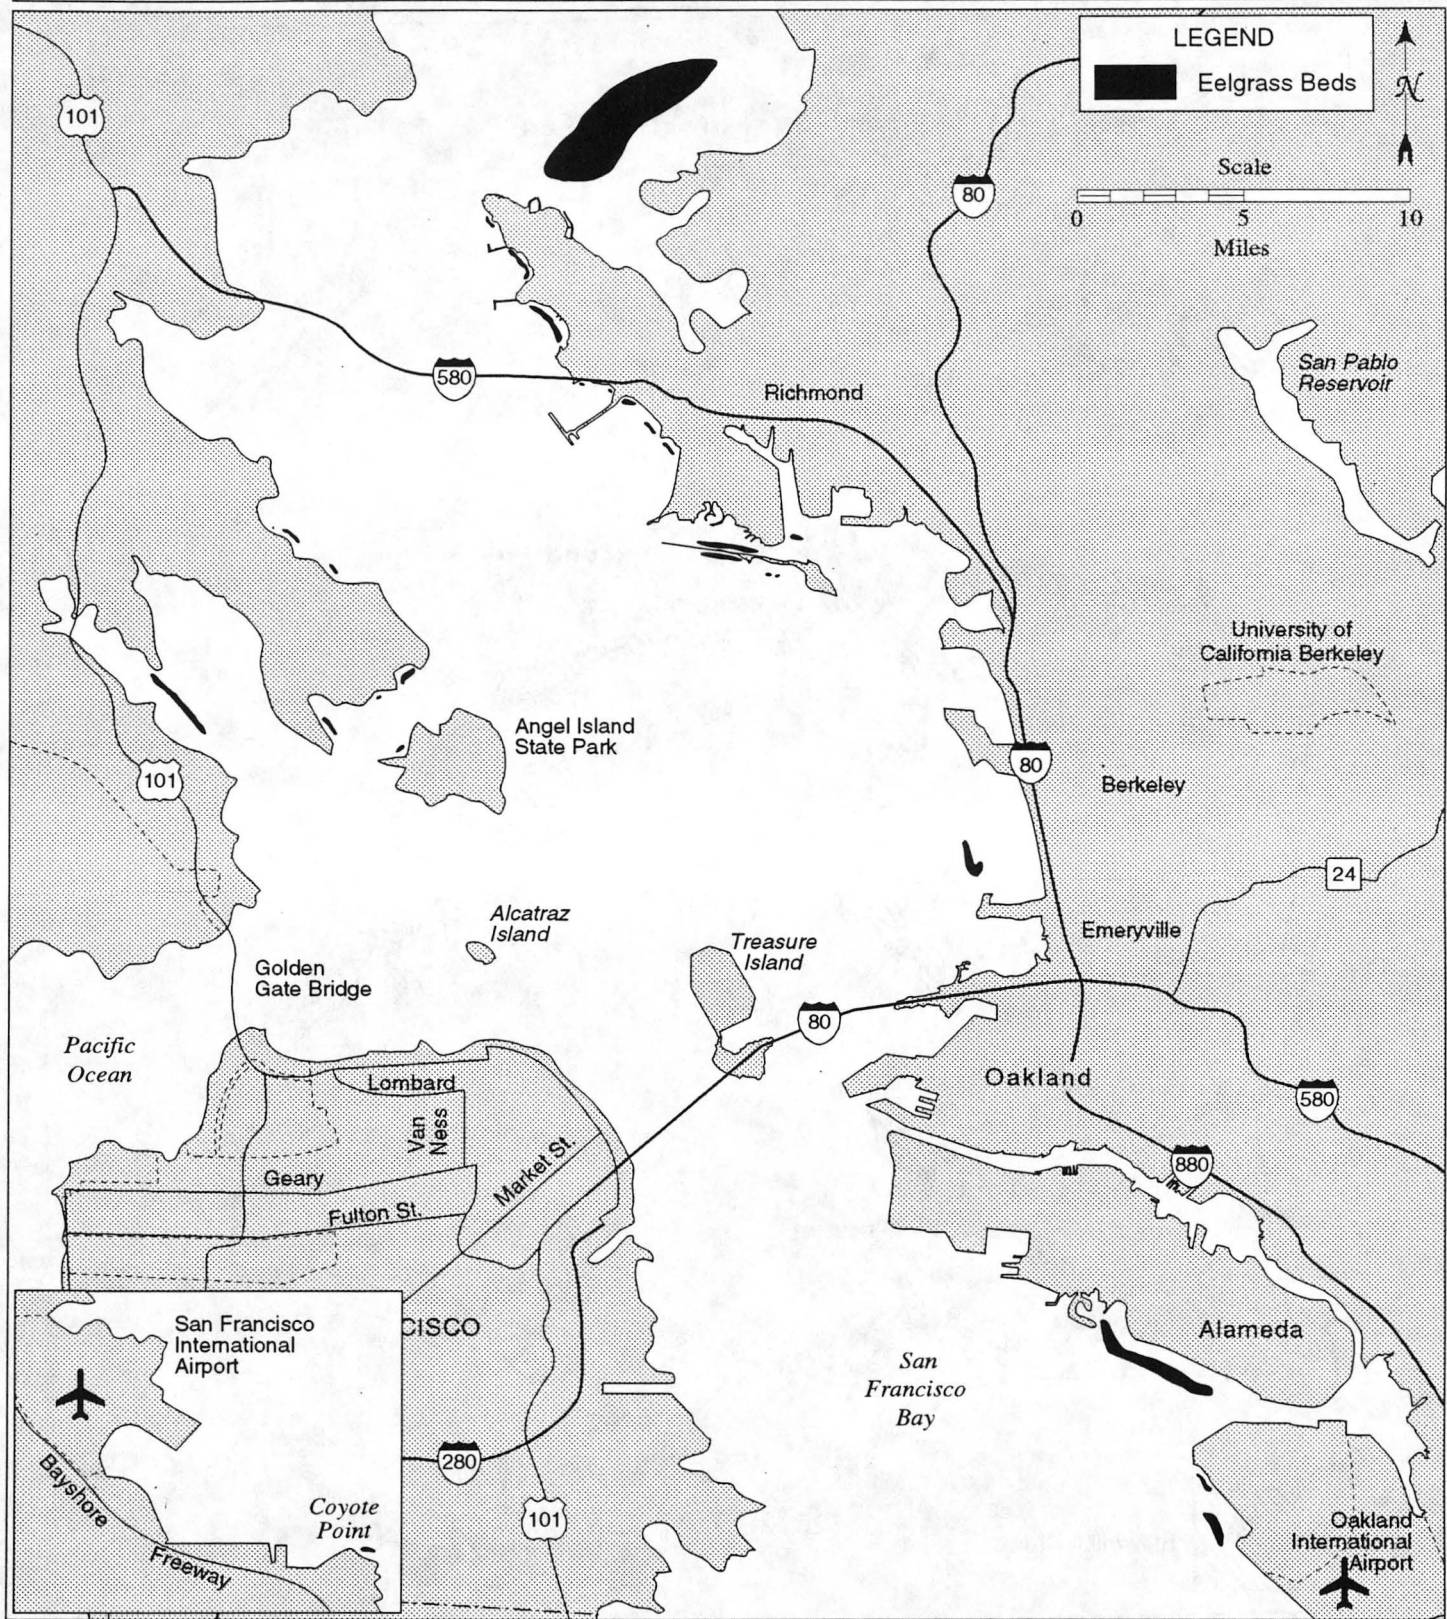 LEGEND
Eelgrass Beds
N
Scale
0 5 10
Miles
101
80
580
Richmond
San Pablo
Reservoir
University of
California Berkeley
Angel Island
State Park
80
101
Berkeley
24
Alcatraz
Island
Treasure
Island
Emeryville
Golden
Gate Bridge
80
Pacific
Ocean
Lombard
Oakland
580
Van
Ness
Market St.
Geary
880
Fulton St.
San Francisco
International
Airport
CISCO
Alameda
San
Francisco
Bay
280
Bayshore
Freeway
Coyote
Point
101
Oakland
International
Airport